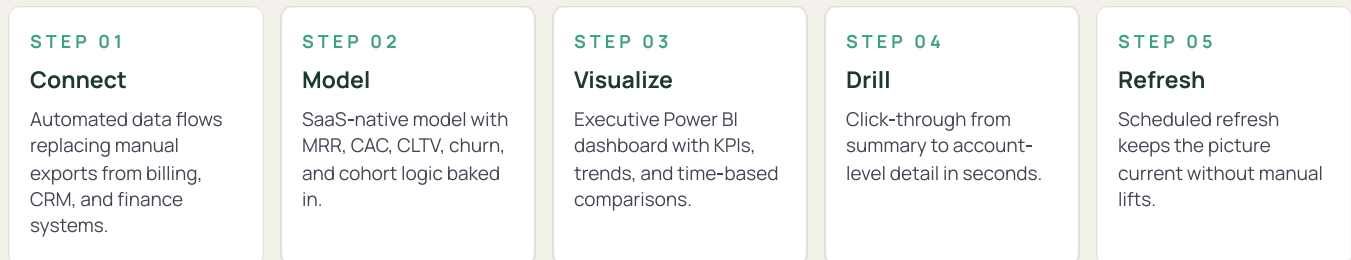 STEP 01
Connect
Automated data flows
replacing manual
exports from billing,
CRM, and finance
systems.
STEP 02
Model
SaaS-native model with
MRR, CAC, CLTV, churn,
and cohort logic baked
in.
STEP 03
Visualize
Executive Power BI
dashboard with KPIs,
trends, and time-based
comparisons.
STEP 04
Drill
Click-through from
summary to account-
level detail in seconds.
STEP 05
Refresh
Scheduled refresh
keeps the picture
current without manual
lifts.